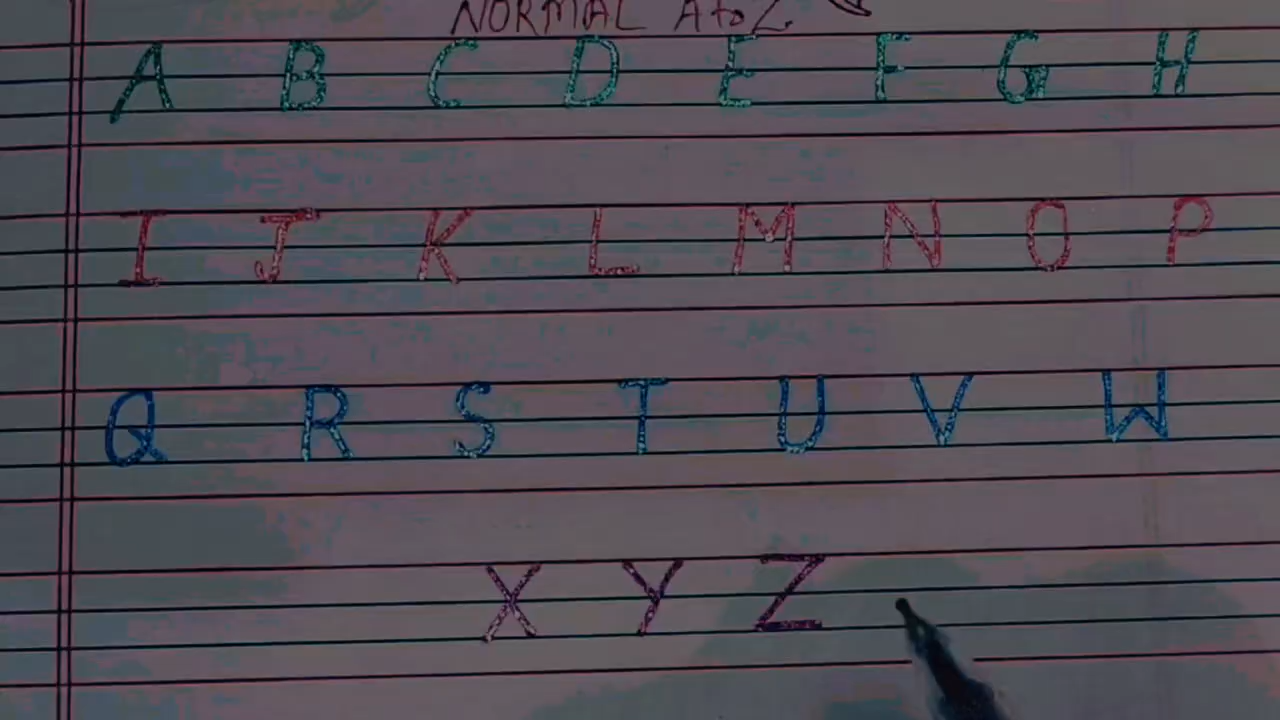 NORMAL A to Z
A B C D E F G H
I J K L M N O P
Q R S T U V W
X Y Z